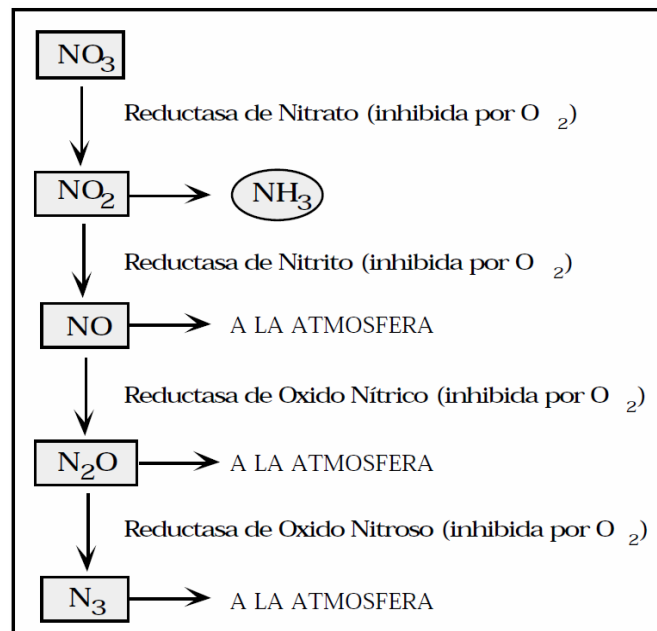 NO3
Reductasa de Nitrato (inhibida por O 2)
NO2 NH3
Reductasa de Nitrito (inhibida por O 2)
NO A LA ATMOSFERA
Reductasa de Oxido Nítrico (inhibida por O 2)
N2O A LA ATMOSFERA
Reductasa de Oxido Nitroso (inhibida por O 2)
N3 A LA ATMOSFERA